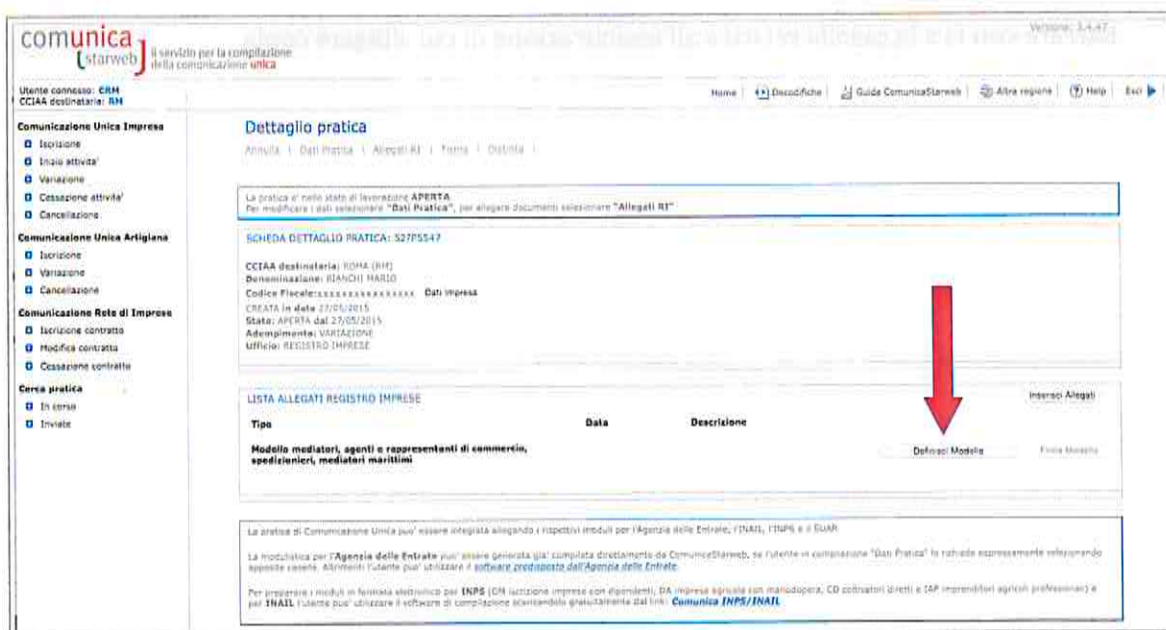 comunica
starweb
il servizio per la compilazione
della comunicazione unica
Versione: 3.4.47
Utente connesso: CRM
CCIAA destinataria: RM
Home | Decodifiche | Guide ComunicaStarweb | Altra regione | Help | Esci
Comunicazione Unica Impresa
Iscrizione
Inizio attivita'
Variazione
Cessazione attivita'
Cancellazione
Comunicazione Unica Artigiana
Iscrizione
Variazione
Cancellazione
Comunicazione Rete di Imprese
Iscrizione contratto
Modifica contratto
Cessazione contratto
Cerca pratica
In corso
Inviate
Dettaglio pratica
Annulla | Dati Pratica | Allegati RI | Firma | Distinta |
La pratica e' nello stato di lavorazione APERTA
Per modificare i dati selezionare "Dati Pratica", per allegare documenti selezionare "Allegati RI"
SCHEDA DETTAGLIO PRATICA: 527P5547
CCIAA destinataria: ROMA (RM)
Denominazione: BIANCHI MARIO
Codice Fiscale:xxxxxxxxxxxxxxxx Dati impresa
CREATA in data 27/05/2015
Stato: APERTA dal 27/05/2015
Adempimento: VARIAZIONE
Ufficio: REGISTRO IMPRESE
LISTA ALLEGATI REGISTRO IMPRESE
Inserisci Allegati
Tipo Data Descrizione
Modello mediatori, agenti e rappresentanti di commercio,
spedizionieri, mediatori marittimi
Definisci Modello Firma Modello
La pratica di Comunicazione Unica puo' essere integrata allegando i rispettivi moduli per l'Agenzia delle Entrate, l'INAIL, l'INPS e il SUAP.
La modulistica per l'Agenzia delle Entrate puo' essere generata gia' compilata direttamente da ComunicaStarweb, se l'utente in compilazione "Dati Pratica" lo richiede espressamente selezionando
apposite caselle. Altrimenti l'utente puo' utilizzare il software predisposto dall'Agenzia delle Entrate.
Per preparare i moduli in formato elettronico per INPS (DM iscrizione imprese con dipendenti, DA impresa agricola con manodopera, CD coltivatori diretti e IAP imprenditori agricoli professionali) e
per INAIL l'utente puo' utilizzare il software di compilazione scaricandolo gratuitamente dal link: Comunica INPS/INAIL